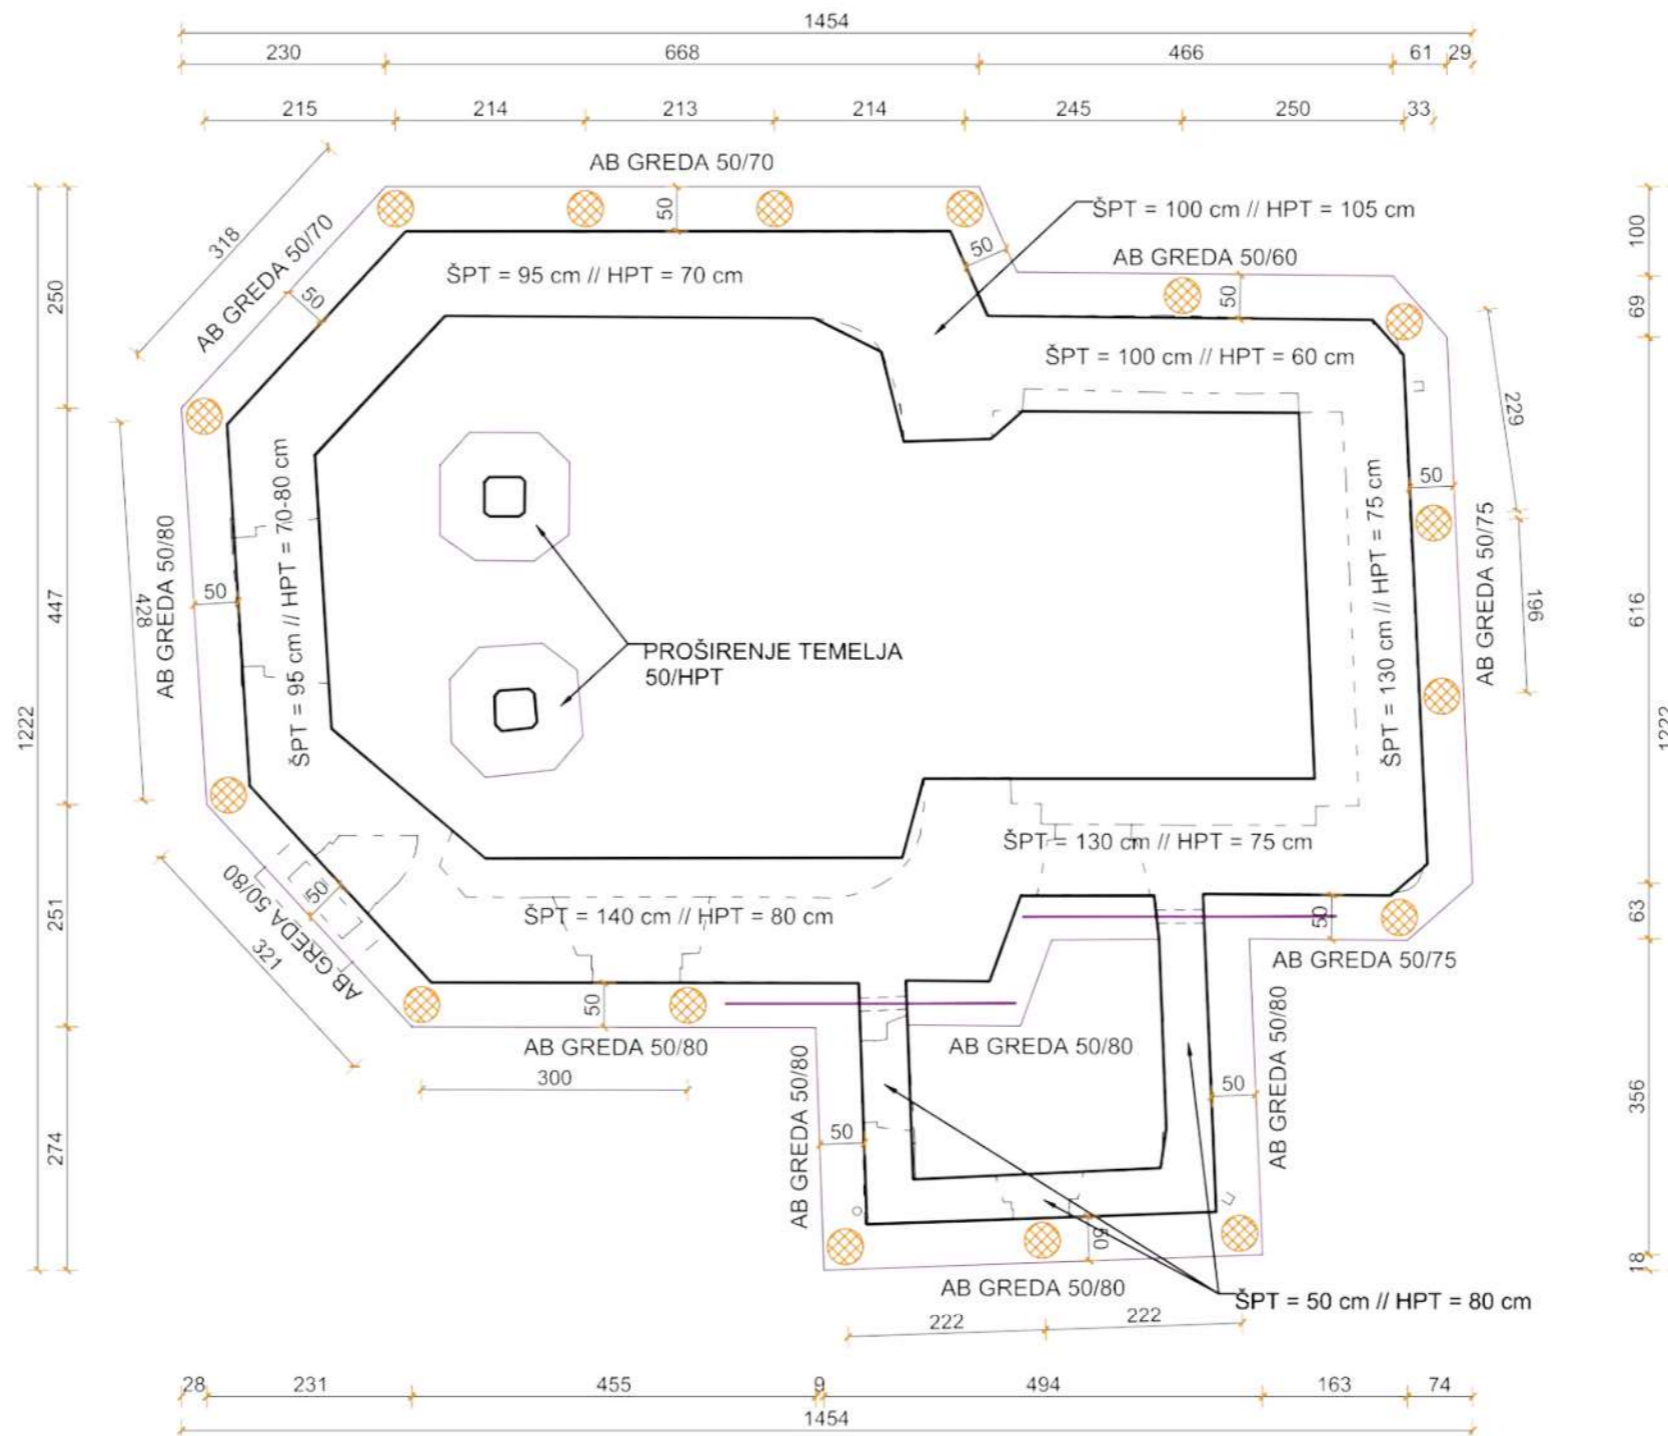 1454
230 668 466 61 29
215 214 213 214 245 250 33
AB GREDA 50/70
50
318
AB GREDA 50/70
50
ŠPT = 95 cm // HPT = 70 cm
50
ŠPT = 100 cm // HPT = 105 cm
AB GREDA 50/60
50
ŠPT = 100 cm // HPT = 60 cm
250
447
251
274
1222
100
69
616
63
356
18
1222
229
196
50
AB GREDA 50/75
ŠPT = 130 cm // HPT = 75 cm
428
AB GREDA 50/80
50
ŠPT = 95 cm // HPT = 70-80 cm
PROŠIRENJE TEMELJA
50/HPT
ŠPT = 130 cm // HPT = 75 cm
321
AB GREDA 50/80
50
ŠPT = 140 cm // HPT = 80 cm
50
AB GREDA 50/80
300
50
AB GREDA 50/75
AB GREDA 50/80
50
AB GREDA 50/80
AB GREDA 50/80
50
50
AB GREDA 50/80
ŠPT = 50 cm // HPT = 80 cm
222 222
28 231 455 9 494 163 74
1454